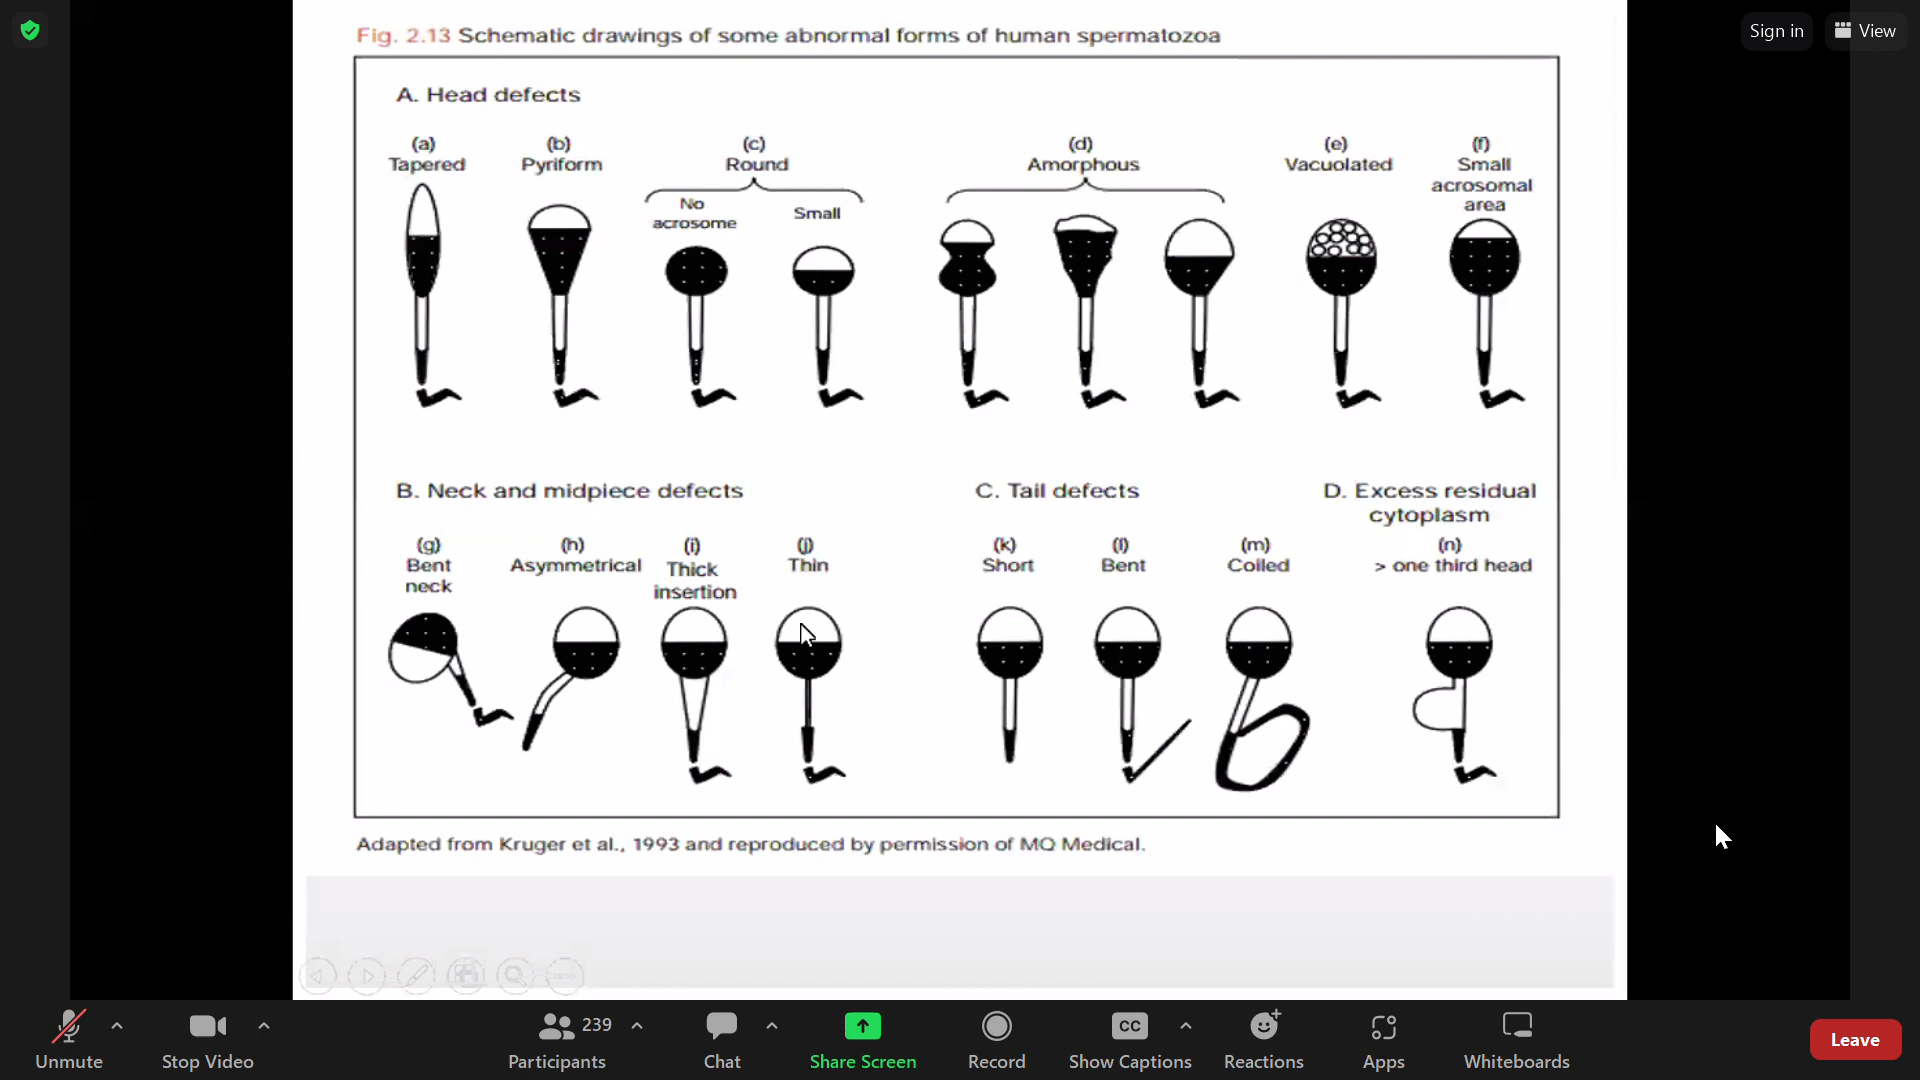 Sign in
View
Fig. 2.13 Schematic drawings of some abnormal forms of human spermatozoa
A. Head defects
(a)
Tapered
(b)
Pyriform
(c)
Round
No
acrosome
Small
(d)
Amorphous
(e)
Vacuolated
(f)
Small
acrosomal
area
B. Neck and midpiece defects
(g)
Bent
neck
(h)
Asymmetrical
(i)
Thick
insertion
(j)
Thin
C. Tail defects
(k)
Short
(l)
Bent
(m)
Coiled
D. Excess residual
cytoplasm
(n)
> one third head
Adapted from Kruger et al., 1993 and reproduced by permission of MQ Medical.
Unmute
Stop Video
239
Participants
Chat
Share Screen
Record
CC
Show Captions
Reactions
Apps
Whiteboards
Leave